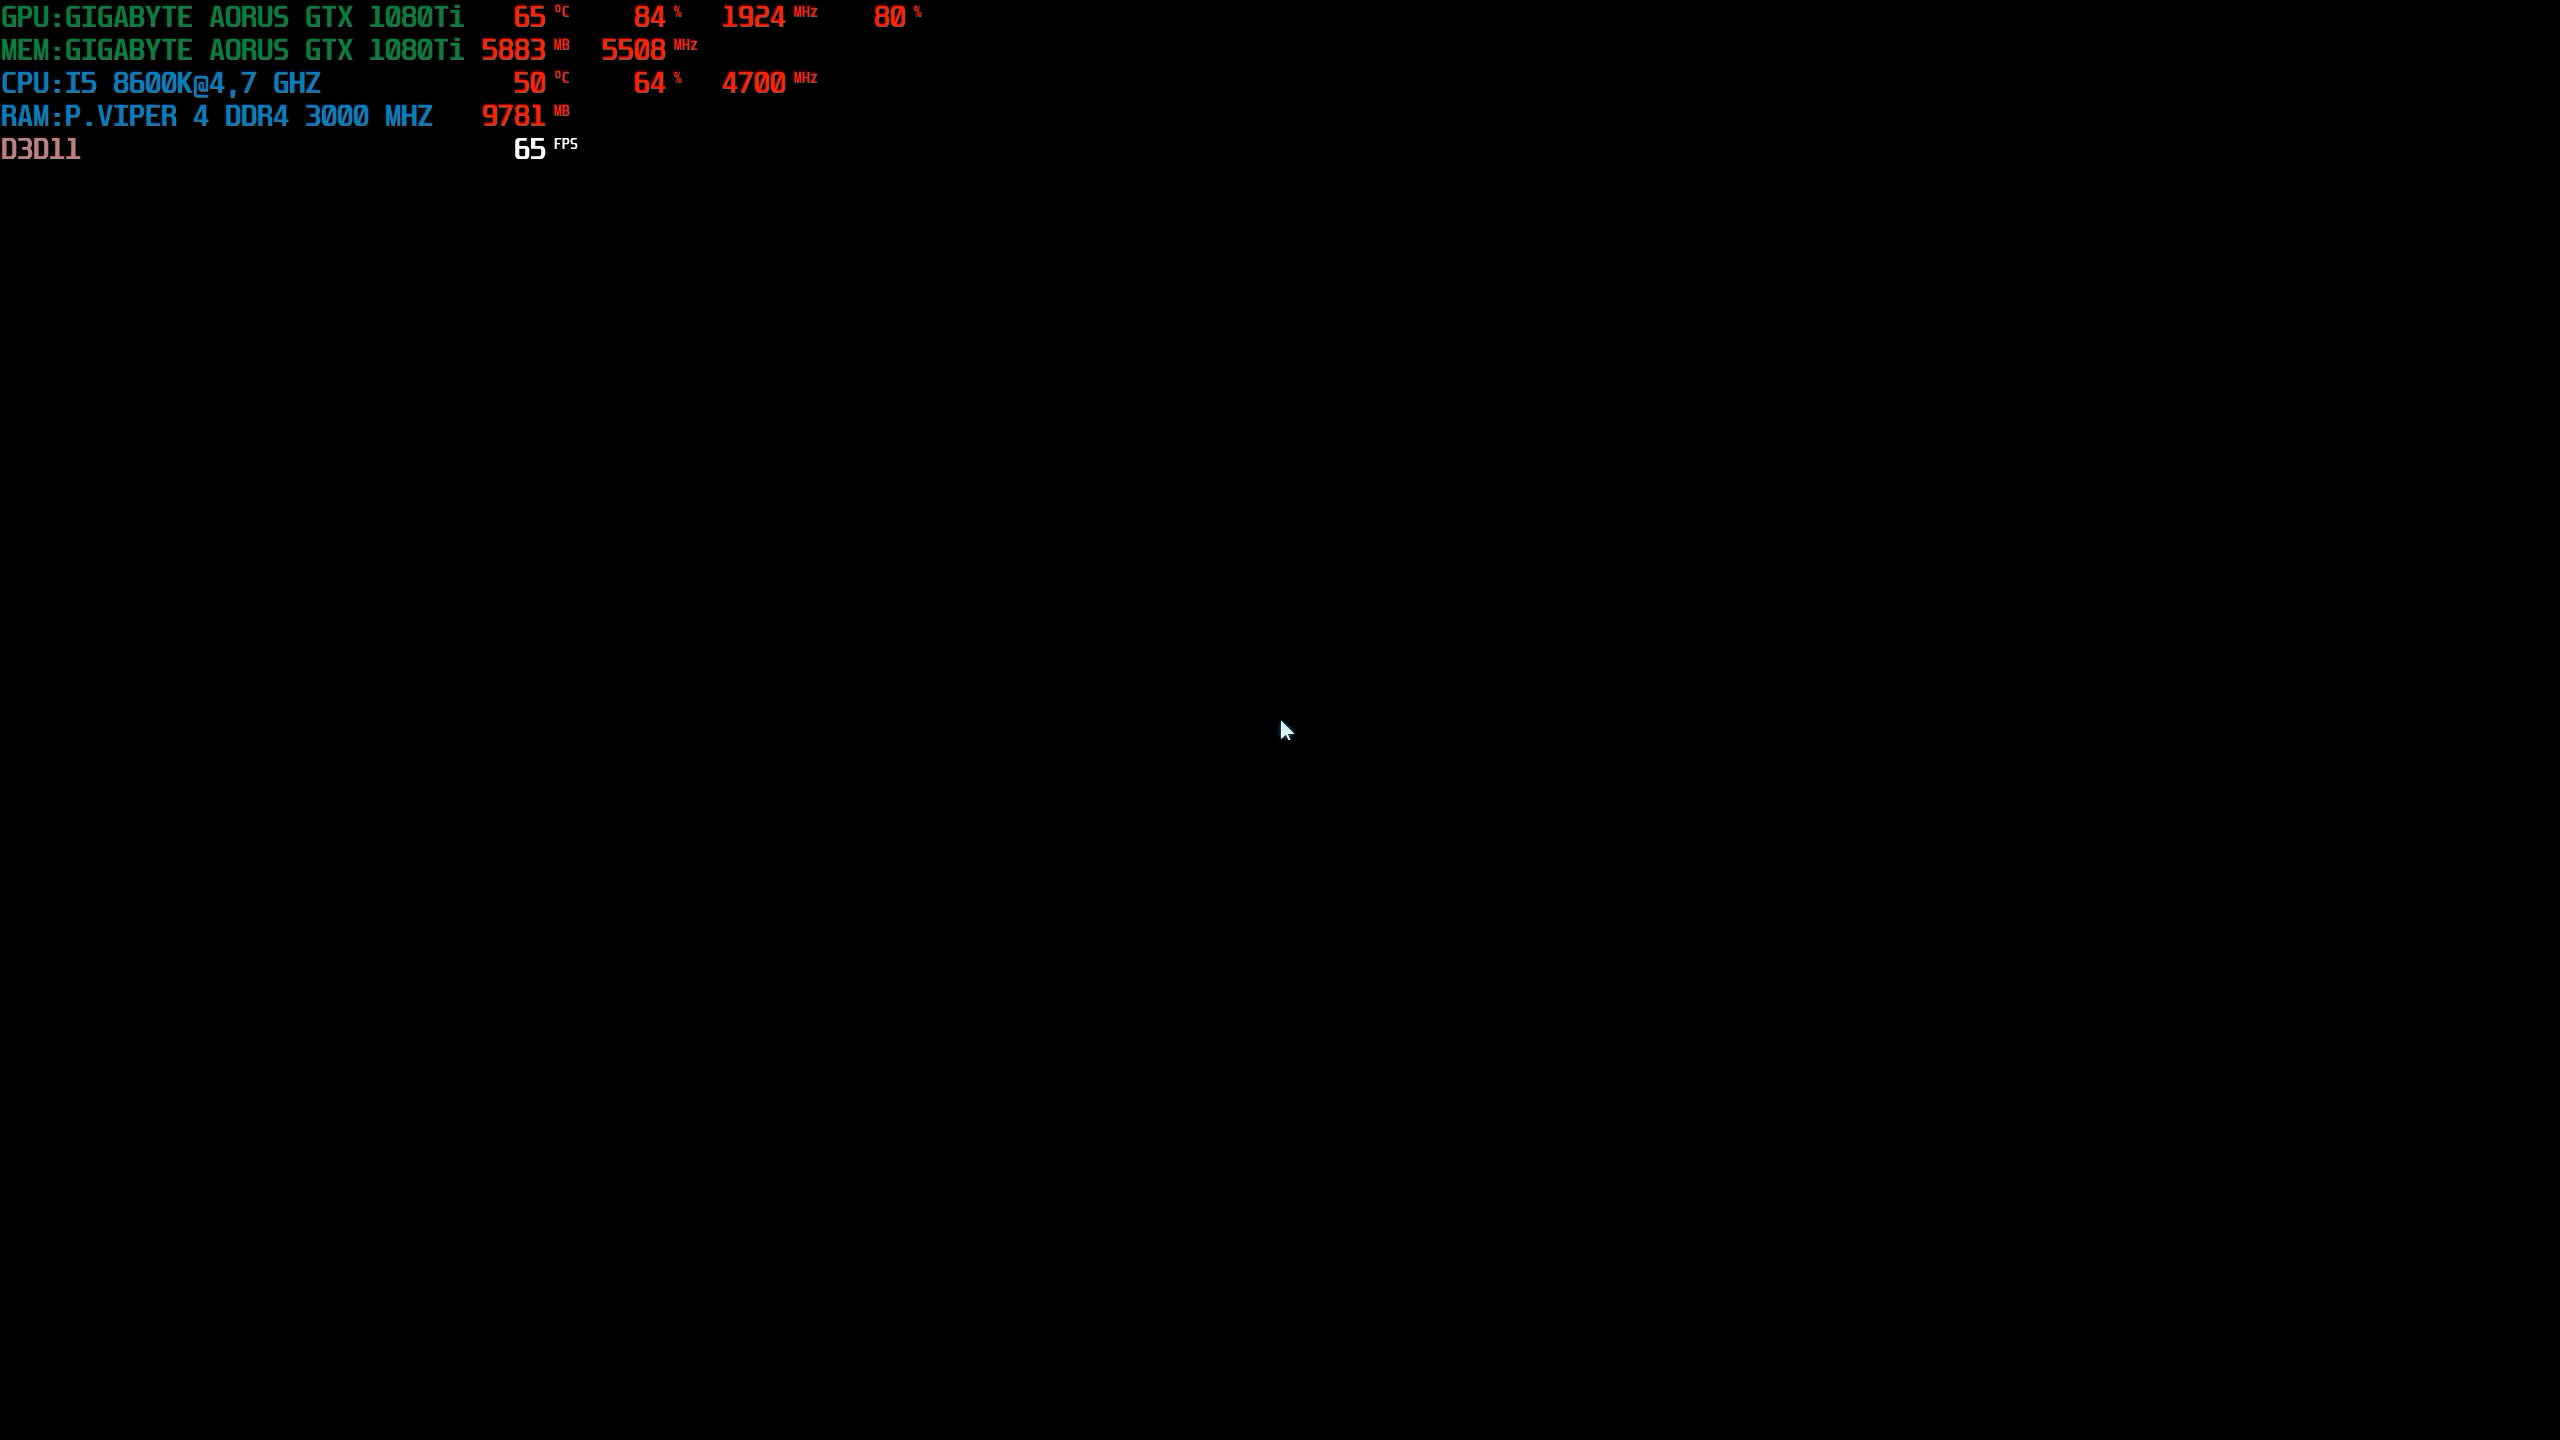 GPU:GIGABYTE AORUS GTX 1080Ti 65 °C 84 % 1924 MHz 80 %
MEM:GIGABYTE AORUS GTX 1080Ti 5883 MB 5508 MHz
CPU:I5 8600K@4,7 GHZ 50 °C 64 % 4700 MHz
RAM:P.VIPER 4 DDR4 3000 MHZ 9781 MB
D3D11 65 FPS